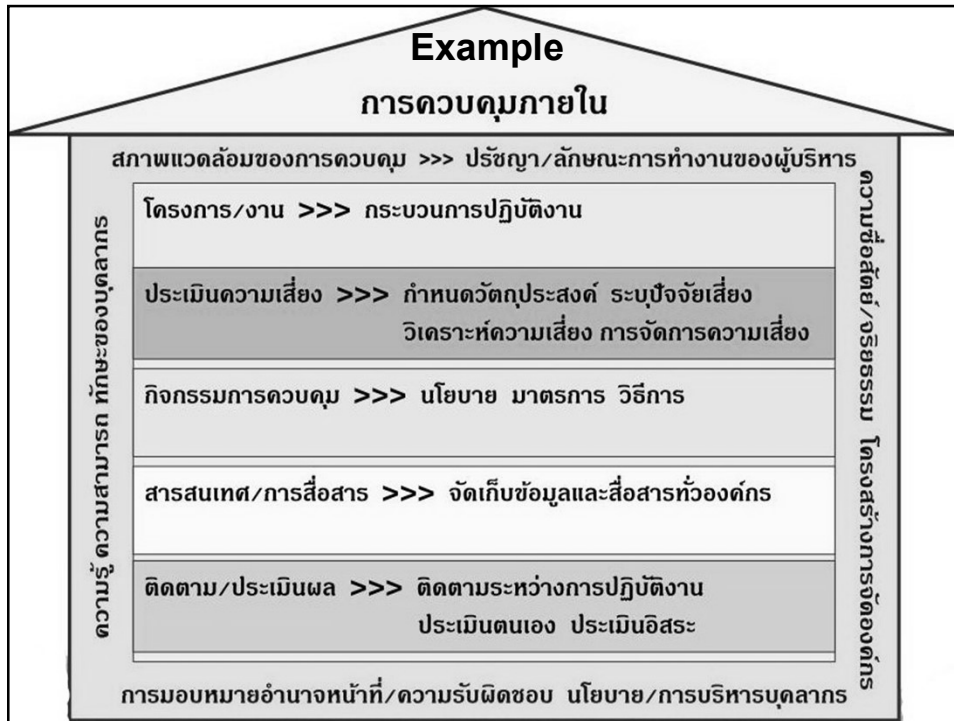 Example
การควบคุมภายใน
สภาพแวดล้อมของการควบคุม >>> ปรัชญา/ลักษณะการทำงานของผู้บริหาร
ความรู้ ความสามารถ ทักษะของบุคลากร
โครงการ/งาน >>> กระบวนการปฏิบัติงาน
ประเมินความเสี่ยง >>> กำหนดวัตถุประสงค์ ระบุปัจจัยเสี่ยง
วิเคราะห์ความเสี่ยง การจัดการความเสี่ยง
กิจกรรมการควบคุม >>> นโยบาย มาตรการ วิธีการ
สารสนเทศ/การสื่อสาร >>> จัดเก็บข้อมูลและสื่อสารทั่วองค์กร
ติดตาม/ประเมินผล >>> ติดตามระหว่างการปฏิบัติงาน
ประเมินตนเอง ประเมินอิสระ
ความซื่อสัตย์/จริยธรรม โครงสร้างการจัดองค์กร
การมอบหมายอำนาจหน้าที่/ความรับผิดชอบ นโยบาย/การบริหารบุคลากร